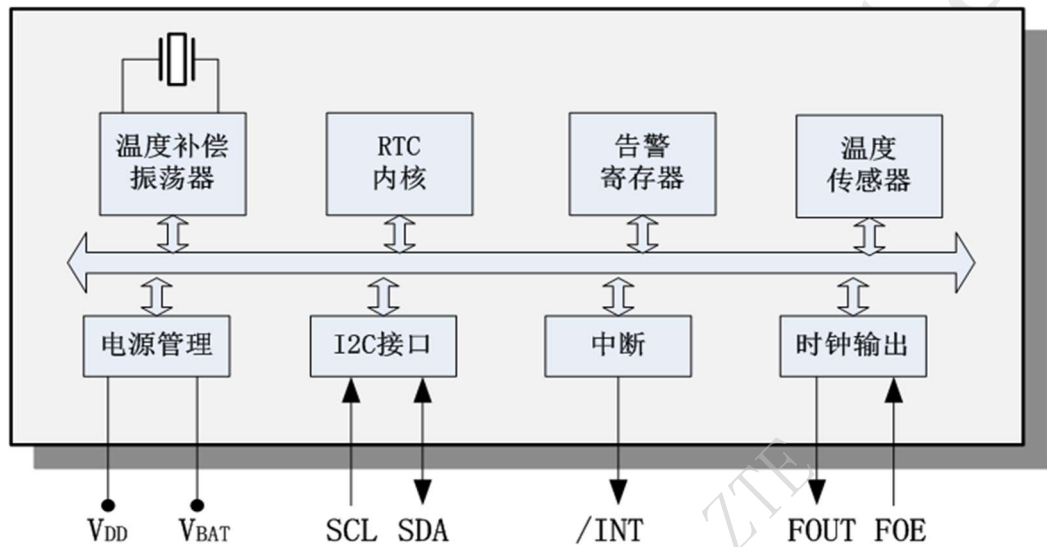 温度补偿
振荡器
RTC
内核
告警
寄存器
温度
传感器
电源管理
I2C接口
中断
时钟输出
VDD
VBAT
SCL
SDA
/INT
FOUT
FOE
ZTE